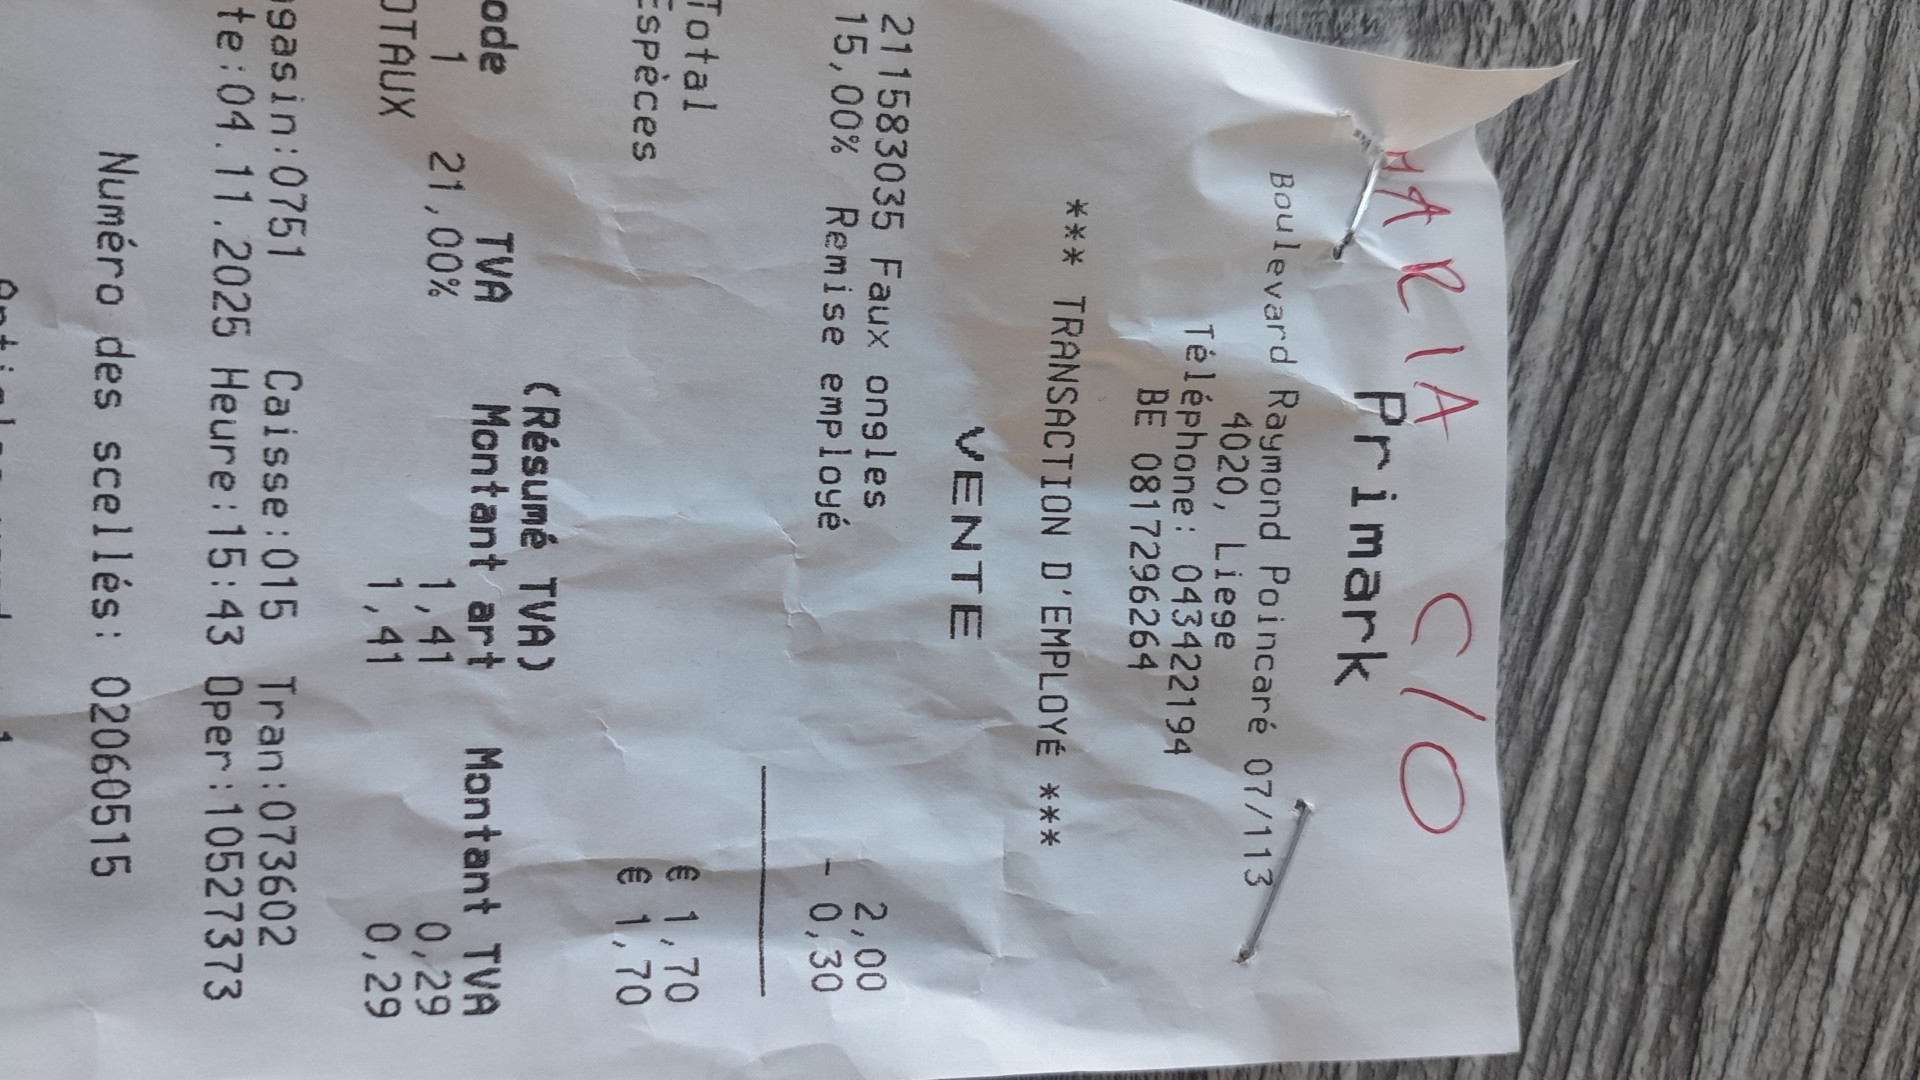 MARIA C/O
Primark
Boulevard Raymond Poincaré 07/113
4020, Liege
Téléphone: 043422194
BE 0817296264
*** TRANSACTION D'EMPLOYÉ ***
VENTE
211583035 Faux ongles 2,00
15,00% Remise employé - 0,30
Total € 1,70
Espèces € 1,70
(Résumé TVA)
ode TVA Montant art Montant TVA
1 21,00% 1,41 0,29
OTAUX 1,41 0,29
gasin:0751 Caisse:015 Tran:073602
te:04.11.2025 Heure:15:43 Oper:10527373
Numéro des scellés: 02060515